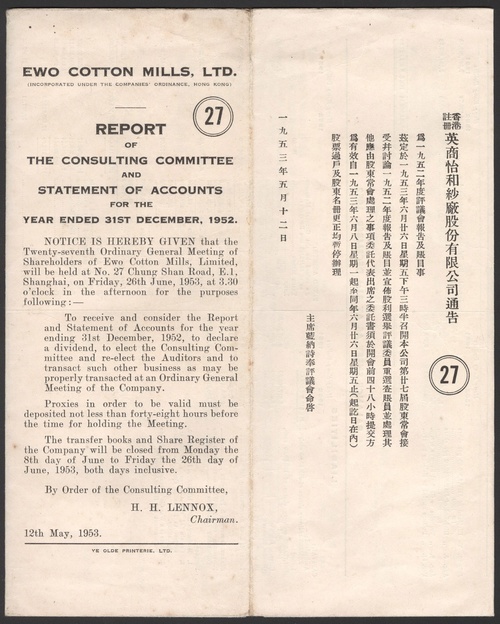 EWO COTTON MILLS, LTD.
(INCORPORATED UNDER THE COMPANIES' ORDINANCE, HONG KONG)
27
REPORT
OF
THE CONSULTING COMMITTEE
AND
STATEMENT OF ACCOUNTS
FOR THE
YEAR ENDED 31ST DECEMBER, 1952.
NOTICE IS HEREBY GIVEN that the
Twenty-seventh Ordinary General Meeting of
Shareholders of Ewo Cotton Mills, Limited,
will be held at No. 27 Chung Shan Road, E.1,
Shanghai, on Friday, 26th June, 1953, at 3.30
o'clock in the afternoon for the purposes
following :—
To receive and consider the Report
and Statement of Accounts for the year
ending 31st December, 1952, to declare
a dividend, to elect the Consulting Com-
mittee and re-elect the Auditors and to
transact such other business as may be
properly transacted at an Ordinary General
Meeting of the Company.
Proxies in order to be valid must be
deposited not less than forty-eight hours before
the time for holding the Meeting.
The transfer books and Share Register of
the Company will be closed from Monday the
8th day of June to Friday the 26th day of
June, 1953, both days inclusive.
By Order of the Consulting Committee,
H. H. LENNOX,
Chairman.
12th May, 1953.
YE OLDE PRINTERIE, LTD.
香港註冊 英商怡和紗廠股份有限公司通告
27
爲一九五二年度評議會報告及賬目事
茲定於一九五三年六月廿六日星期五下午三時半召開本公司第廿七屆股東常會接
受幷討論一九五二年度報告及賬目並宣佈股利選舉評議委員重選查賬員並處理其
他應由股東常會處理之事項委託代表出席之委託書須於開會前四十八小時提交方
爲有效自一九五三年六月八日星期一起至同年六月廿六日星期五止(起訖日在內)
股票過戶及股東名冊更正均暫停辦理
主席藍納詩奉評議會命啓
一九五三年五月十二日